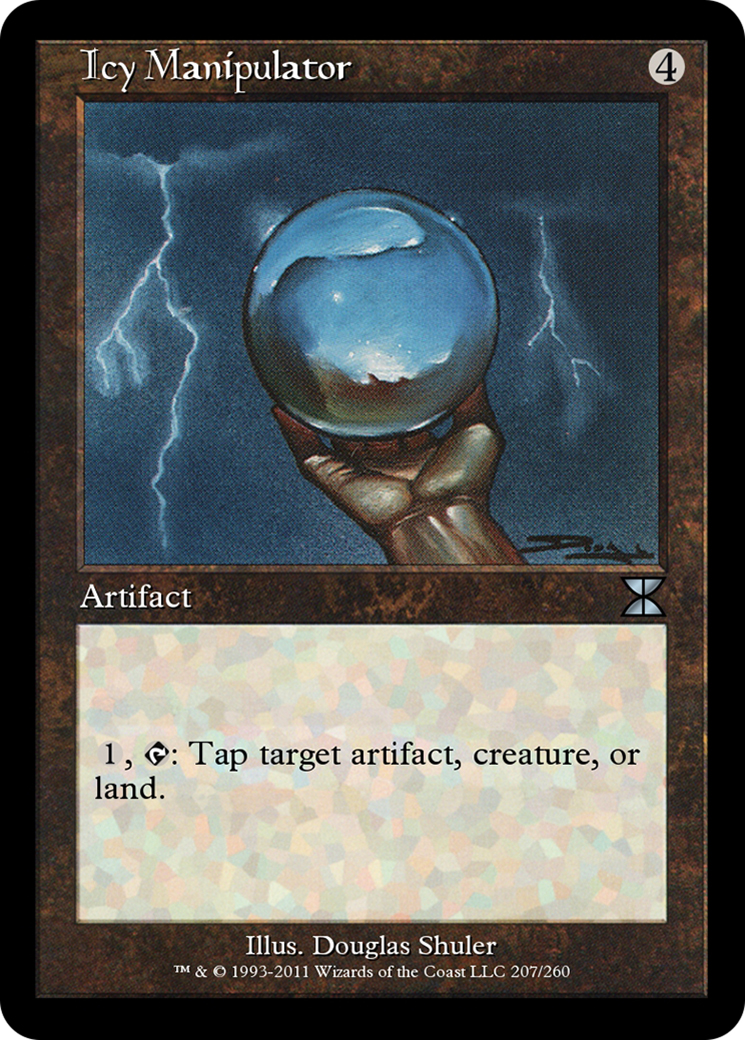 Icy Manipulator
4
Artifact
1 , : Tap target artifact, creature, or
land.
Illus. Douglas Shuler
™ & © 1993-2011 Wizards of the Coast LLC 207/260